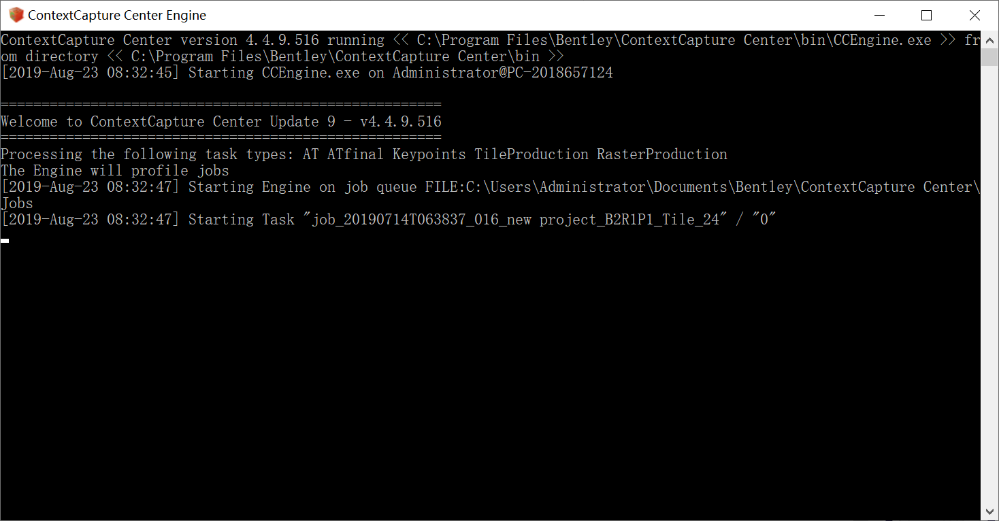 ContextCapture Center Engine
ContextCapture Center version 4.4.9.516 running << C:\Program Files\Bentley\ContextCapture Center\bin\CCEngine.exe >> fr
om directory << C:\Program Files\Bentley\ContextCapture Center\bin >>
[2019-Aug-23 08:32:45] Starting CCEngine.exe on Administrator@PC-2018657124
======================================================
Welcome to ContextCapture Center Update 9 - v4.4.9.516
======================================================
Processing the following task types: AT ATfinal Keypoints TileProduction RasterProduction
The Engine will profile jobs
[2019-Aug-23 08:32:47] Starting Engine on job queue FILE:C:\Users\Administrator\Documents\Bentley\ContextCapture Center\
Jobs
[2019-Aug-23 08:32:47] Starting Task "job_20190714T063837_016_new project_B2R1P1_Tile_24" / "0"